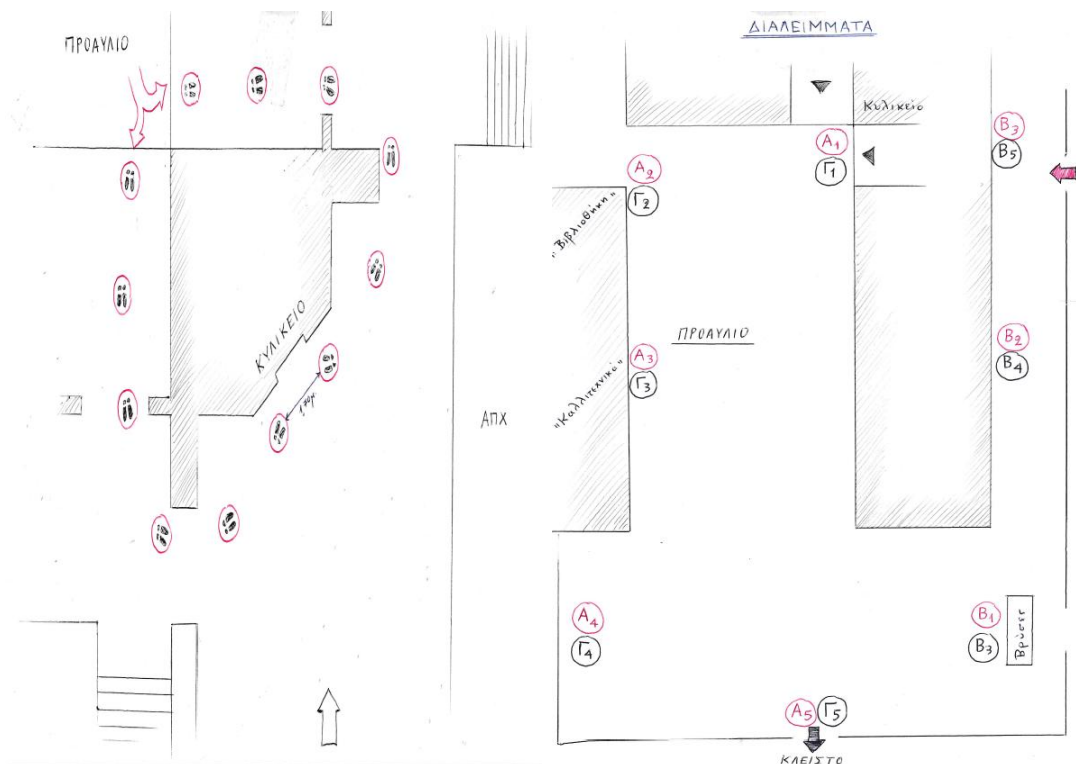 ΠΡΟΑΥΛΙΟ
ΚΥΛΙΚΕΙΟ
ΑΠΧ
ΔΙΑΛΕΙΜΜΑΤΑ
Κυλικείο
Α1
Γ1
Β3
Β5
Α2
Γ2
"Βιβλιοθήκη"
ΠΡΟΑΥΛΙΟ
Α3
Γ3
"Καλλιτεχνικό"
Β2
Β4
Α4
Γ4
Β1
Β3
Βρύσες
Α5
Γ5
ΚΛΕΙΣΤΟ